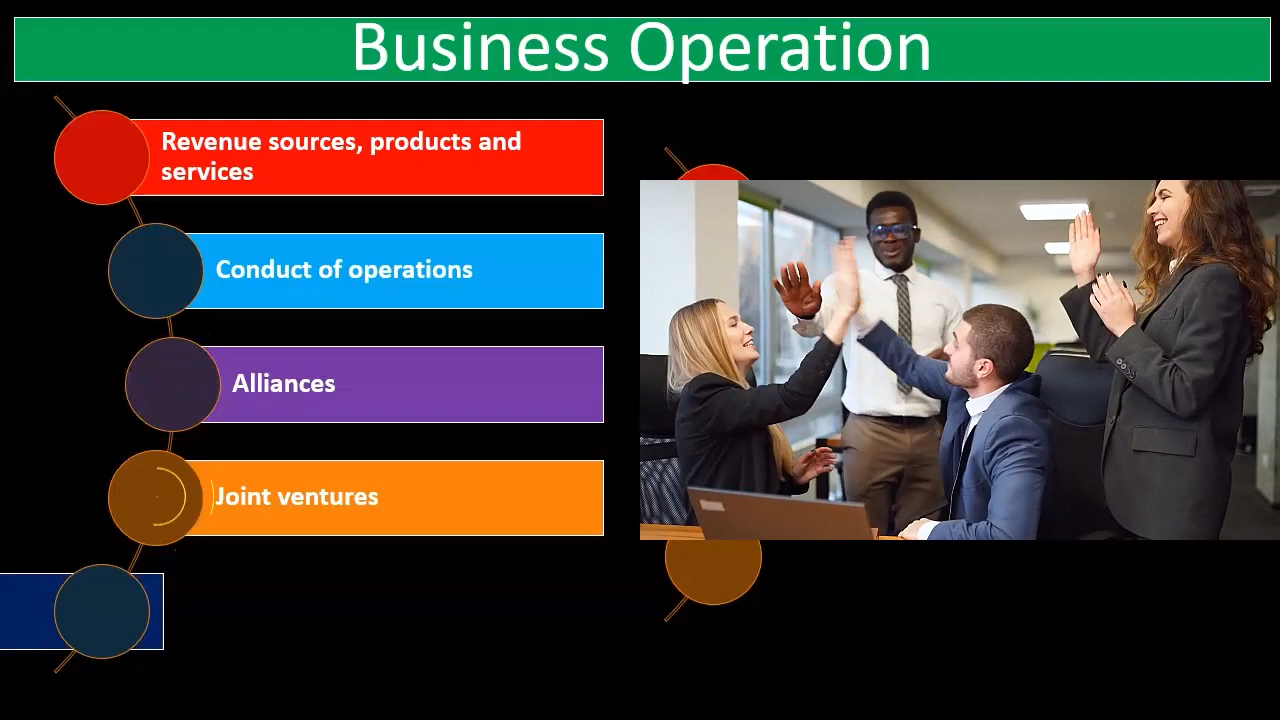 Business Operation
Revenue sources, products and
services
Conduct of operations
Alliances
Joint ventures